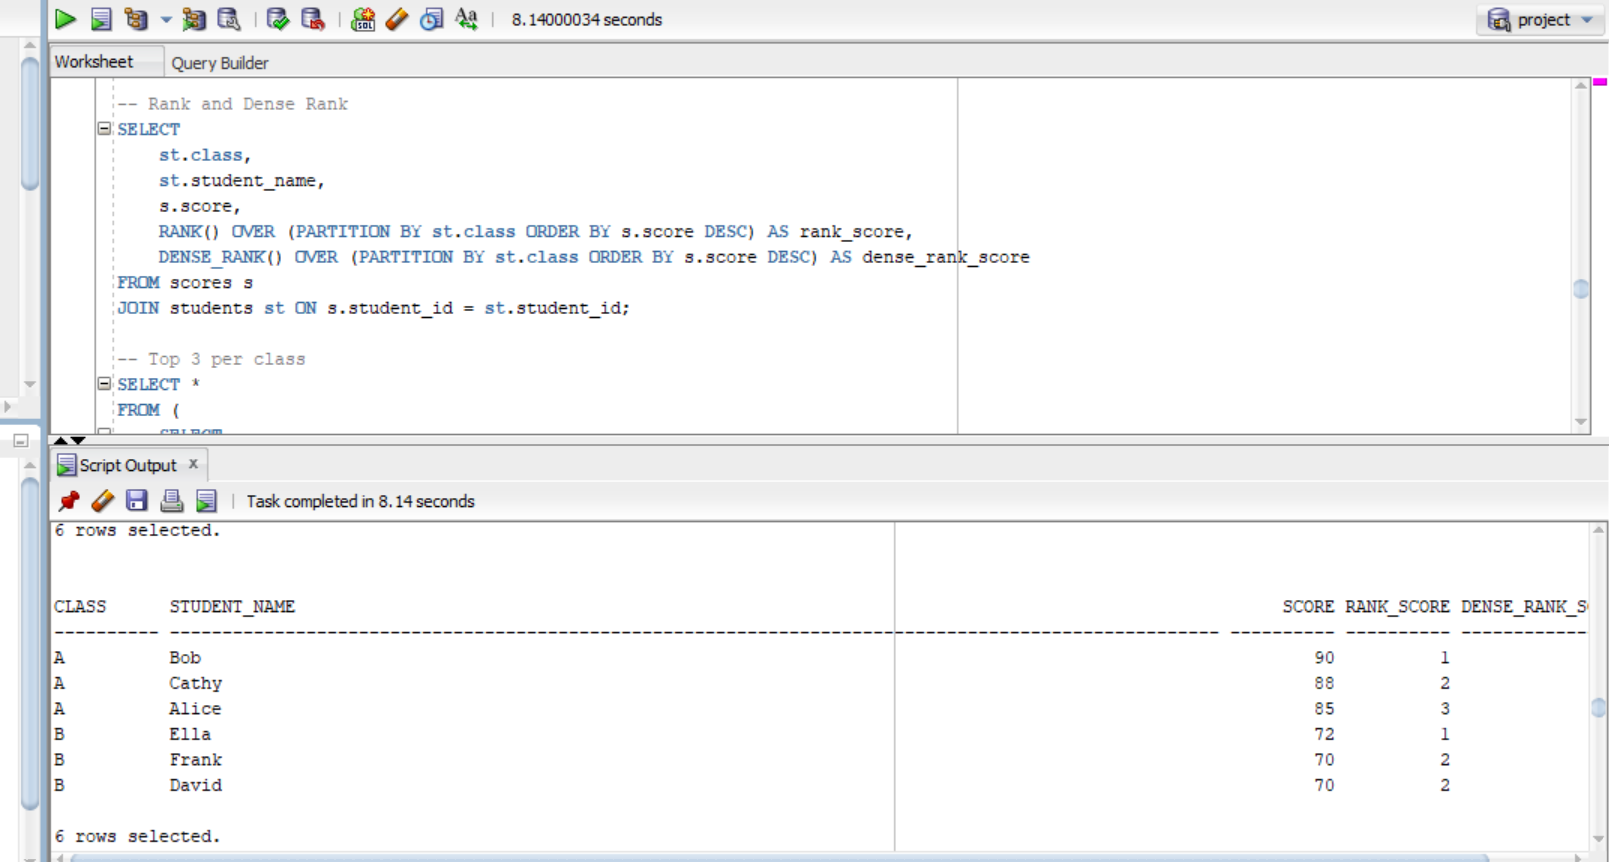 8.14000034 seconds
project
Worksheet
Query Builder
-- Rank and Dense Rank
SELECT
st.class,
st.student_name,
s.score,
RANK() OVER (PARTITION BY st.class ORDER BY s.score DESC) AS rank_score,
DENSE_RANK() OVER (PARTITION BY st.class ORDER BY s.score DESC) AS dense_rank_score
FROM scores s
JOIN students st ON s.student_id = st.student_id;
-- Top 3 per class
SELECT *
FROM (
SELECT
Script Output x
Task completed in 8.14 seconds
6 rows selected.
CLASS STUDENT_NAME SCORE RANK_SCORE DENSE_RANK_S
---------- ---------------------------------------------------------------------------------------------------- ---------- ---------- ------------
A Bob 90 1
A Cathy 88 2
A Alice 85 3
B Ella 72 1
B Frank 70 2
B David 70 2
6 rows selected.